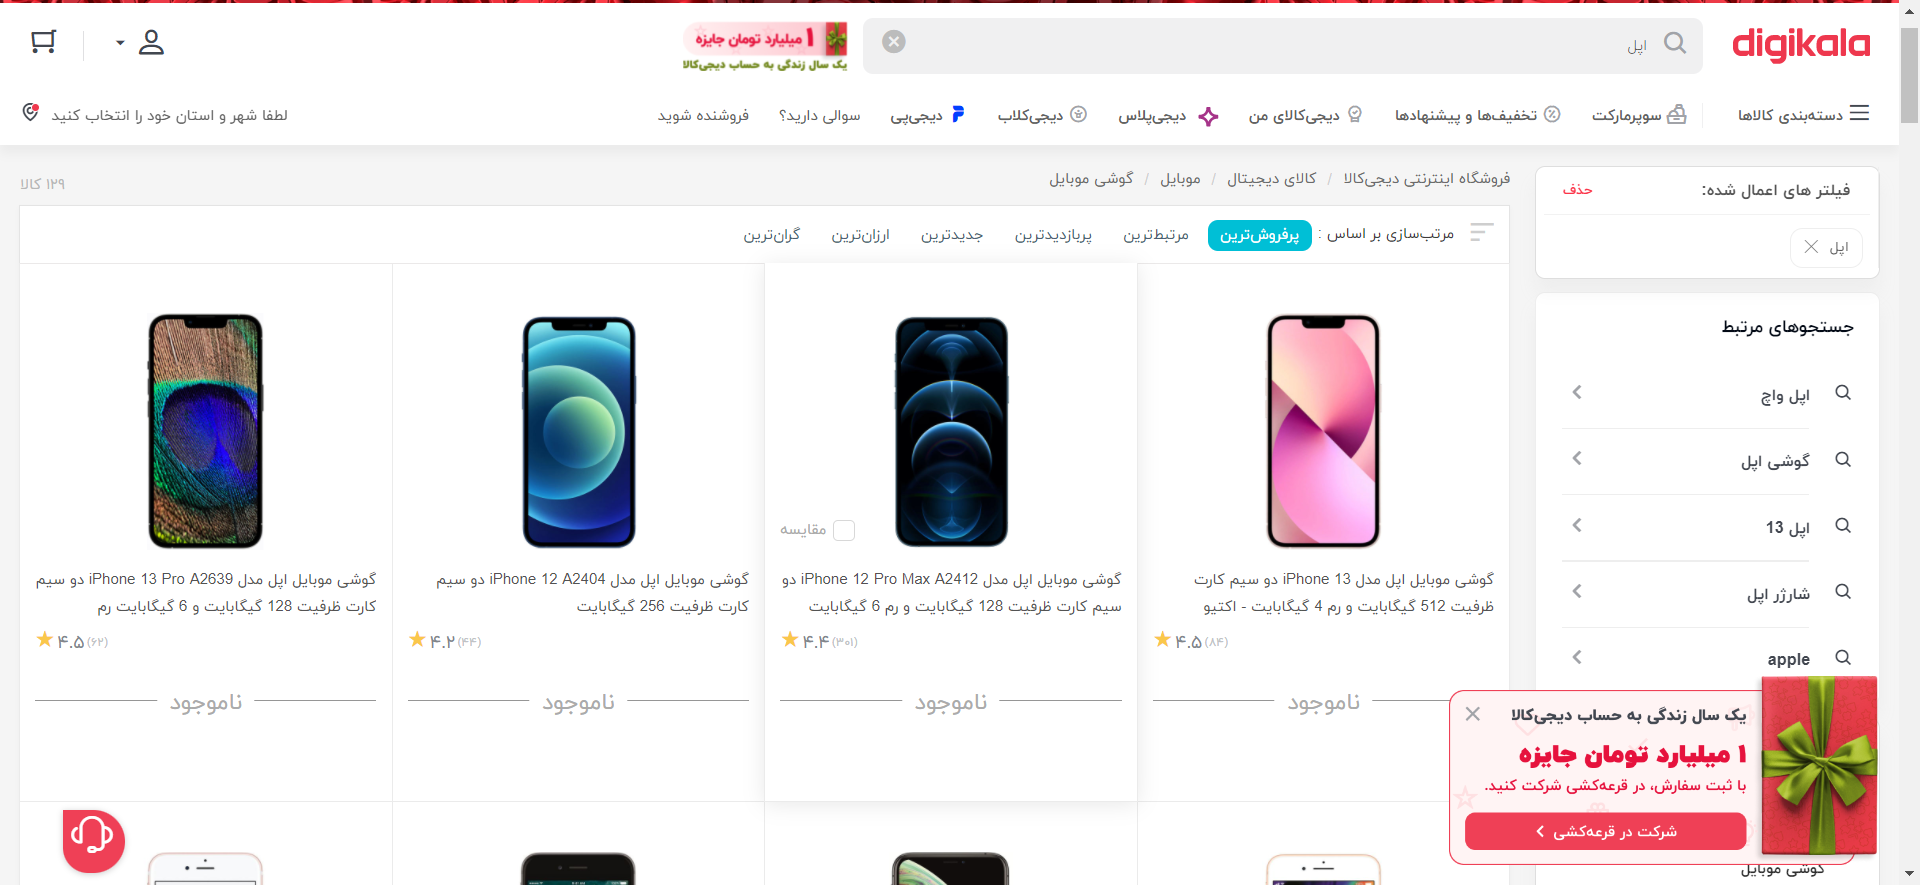 digikala
اپل
۱ میلیارد تومان جایزه
یک سال زندگی به حساب دیجی‌کالا
دسته‌بندی کالاها
سوپرمارکت
تخفیف‌ها و پیشنهادها
دیجی‌کالای من
دیجی‌پلاس
دیجی‌کلاب
دیجی‌پی
سوالی دارید؟
فروشنده شوید
لطفا شهر و استان خود را انتخاب کنید
فروشگاه اینترنتی دیجی‌کالا / کالای دیجیتال / موبایل / گوشی موبایل
۱۲۹ کالا
فیلتر های اعمال شده:
حذف
اپل
جستجوهای مرتبط
اپل واچ
گوشی اپل
اپل 13
شارژر اپل
apple
گوشی موبایل
مرتب‌سازی بر اساس :
پرفروش‌ترین
مرتبط‌ترین
پربازدیدترین
جدیدترین
ارزان‌ترین
گران‌ترین
گوشی موبایل اپل مدل iPhone 13 دو سیم کارت
ظرفیت 512 گیگابایت و رم 4 گیگابایت - اکتیو
۴.۵ (۸۴)
ناموجود
مقایسه
گوشی موبایل اپل مدل iPhone 12 Pro Max A2412 دو
سیم کارت ظرفیت 128 گیگابایت و رم 6 گیگابایت
۴.۴ (۳۰۱)
ناموجود
گوشی موبایل اپل مدل iPhone 12 A2404 دو سیم
کارت ظرفیت 256 گیگابایت
۴.۲ (۴۴)
ناموجود
گوشی موبایل اپل مدل iPhone 13 Pro A2639 دو سیم
کارت ظرفیت 128 گیگابایت و 6 گیگابایت رم
۴.۵ (۶۲)
ناموجود
یک سال زندگی به حساب دیجی‌کالا
۱ میلیارد تومان جایزه
با ثبت سفارش، در قرعه‌کشی شرکت کنید.
شرکت در قرعه‌کشی